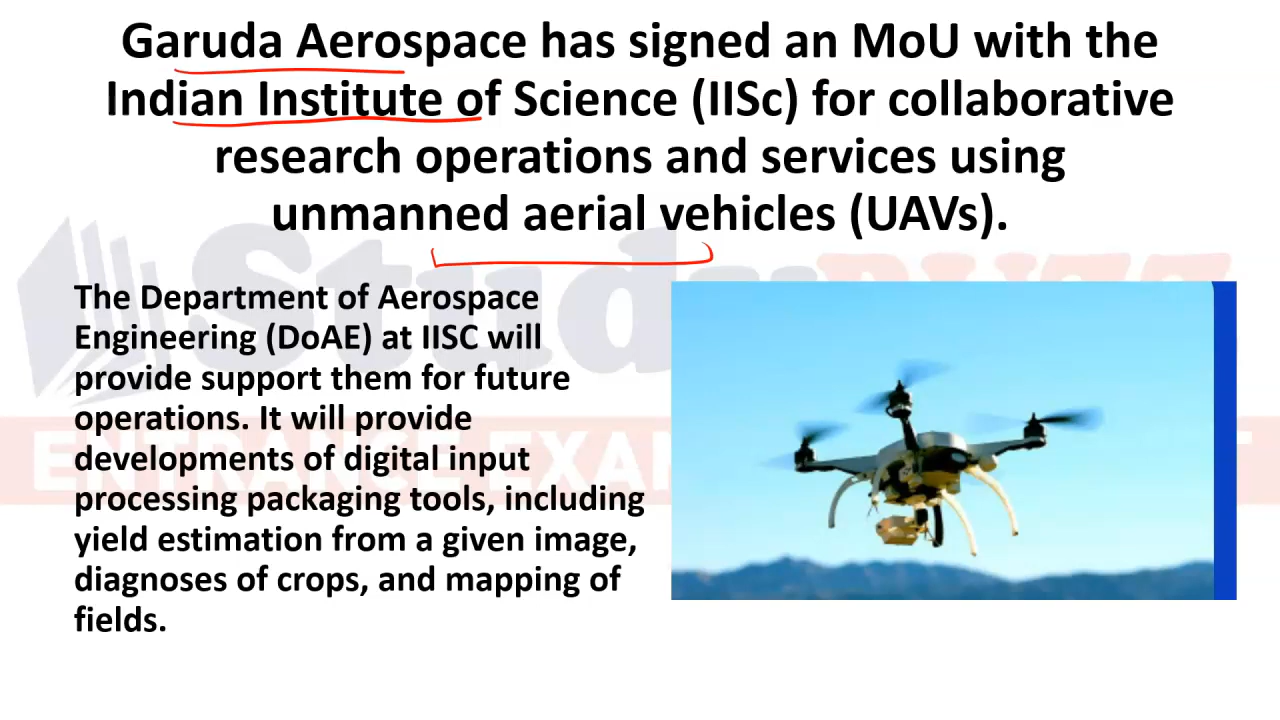 Garuda Aerospace has signed an MoU with the
Indian Institute of Science (IISc) for collaborative
research operations and services using
unmanned aerial vehicles (UAVs).
The Department of Aerospace
Engineering (DoAE) at IISC will
provide support them for future
operations. It will provide
developments of digital input
processing packaging tools, including
yield estimation from a given image,
diagnoses of crops, and mapping of
fields.
Study
ENTRANCE EXAM